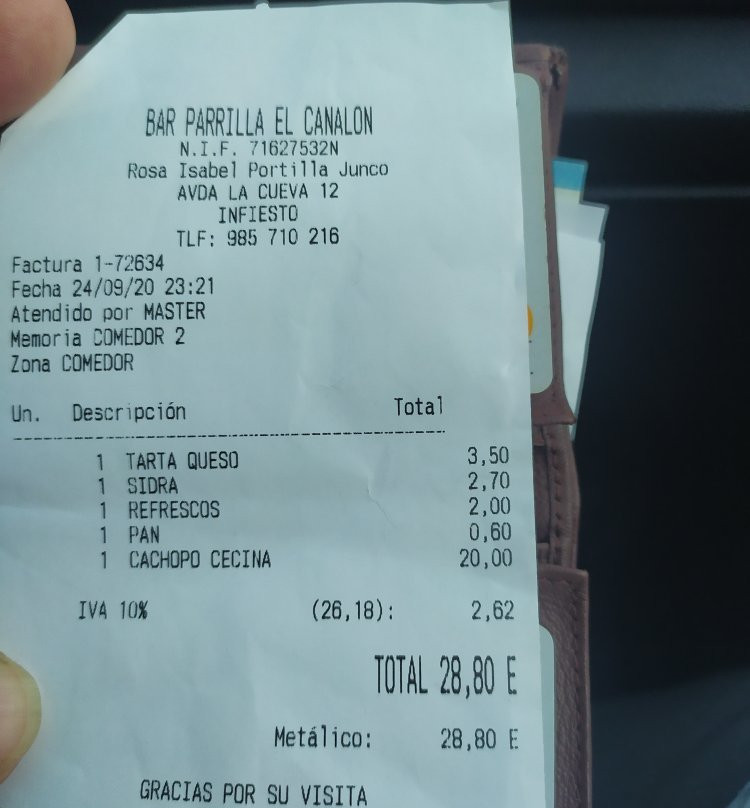 BAR PARRILLA EL CANALON
N.I.F. 71627532N
Rosa Isabel Portilla Junco
AVDA LA CUEVA 12
INFIESTO
TLF: 985 710 216
Factura 1-72634
Fecha 24/09/20 23:21
Atendido por MASTER
Memoria COMEDOR 2
Zona COMEDOR
Un. Descripción Total
1 TARTA QUESO 3,50
1 SIDRA 2,70
1 REFRESCOS 2,00
1 PAN 0,60
1 CACHOPO CECINA 20,00
IVA 10% (26,18): 2,62
TOTAL 28,80 E
Metálico: 28,80 E
GRACIAS POR SU VISITA